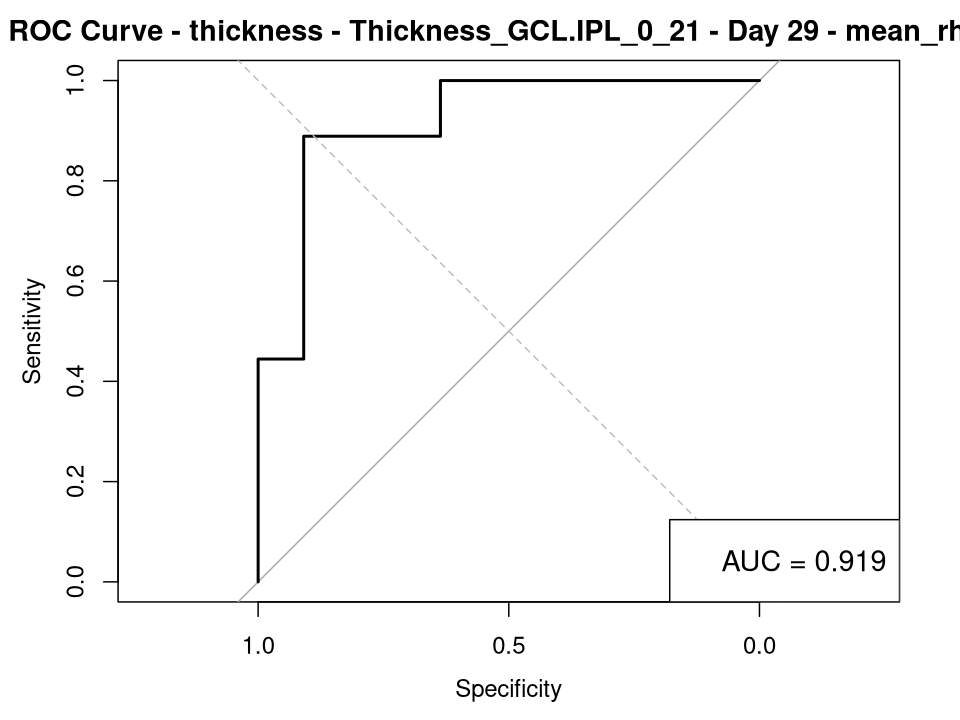 ROC Curve - thickness - Thickness_GCL.IPL_0_21 - Day 29 - mean_rh
1.0
0.8
0.6
0.4
0.2
0.0
Sensitivity
AUC = 0.919
1.0 0.5 0.0
Specificity